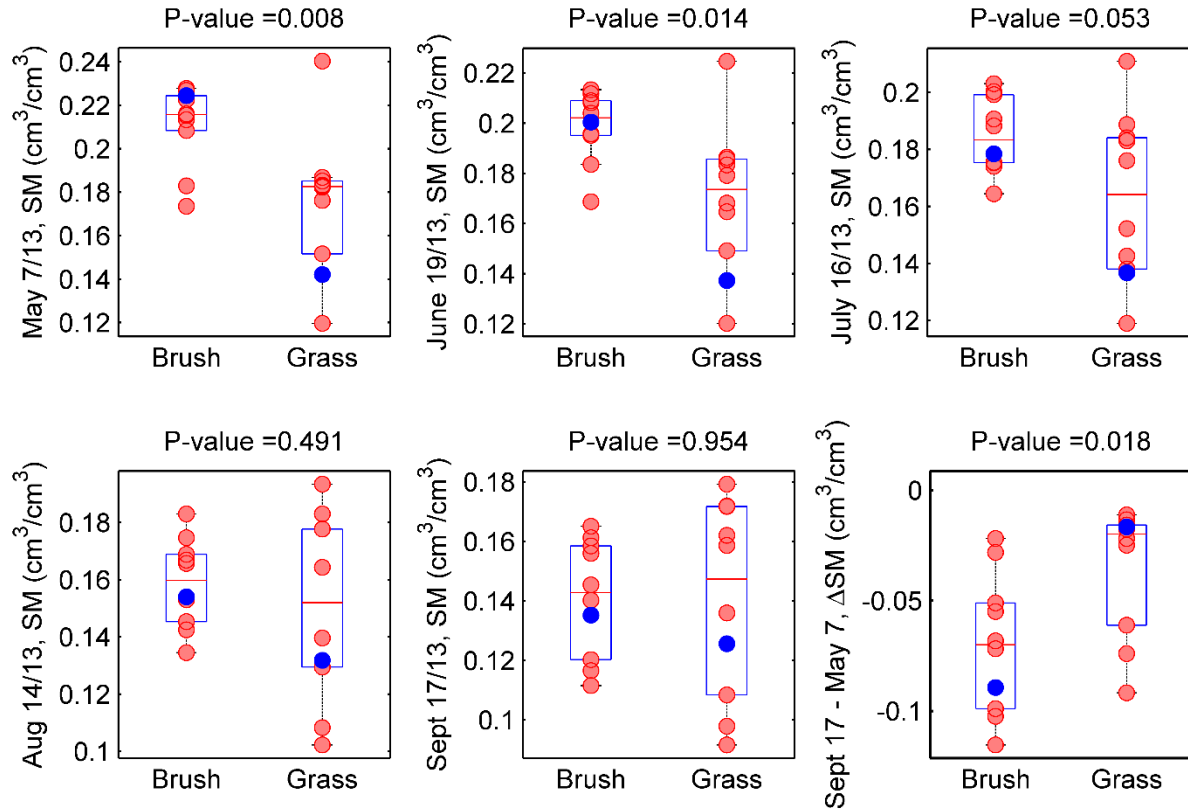 P-value =0.008
May 7/13, SM (cm³/cm³)
0.24
0.22
0.2
0.18
0.16
0.14
0.12
Brush Grass
P-value =0.014
June 19/13, SM (cm³/cm³)
0.22
0.2
0.18
0.16
0.14
0.12
Brush Grass
P-value =0.053
July 16/13, SM (cm³/cm³)
0.2
0.18
0.16
0.14
0.12
Brush Grass
P-value =0.491
Aug 14/13, SM (cm³/cm³)
0.18
0.16
0.14
0.12
0.1
Brush Grass
P-value =0.954
Sept 17/13, SM (cm³/cm³)
0.18
0.16
0.14
0.12
0.1
Brush Grass
P-value =0.018
Sept 17 - May 7, ΔSM (cm³/cm³)
0
-0.05
-0.1
Brush Grass